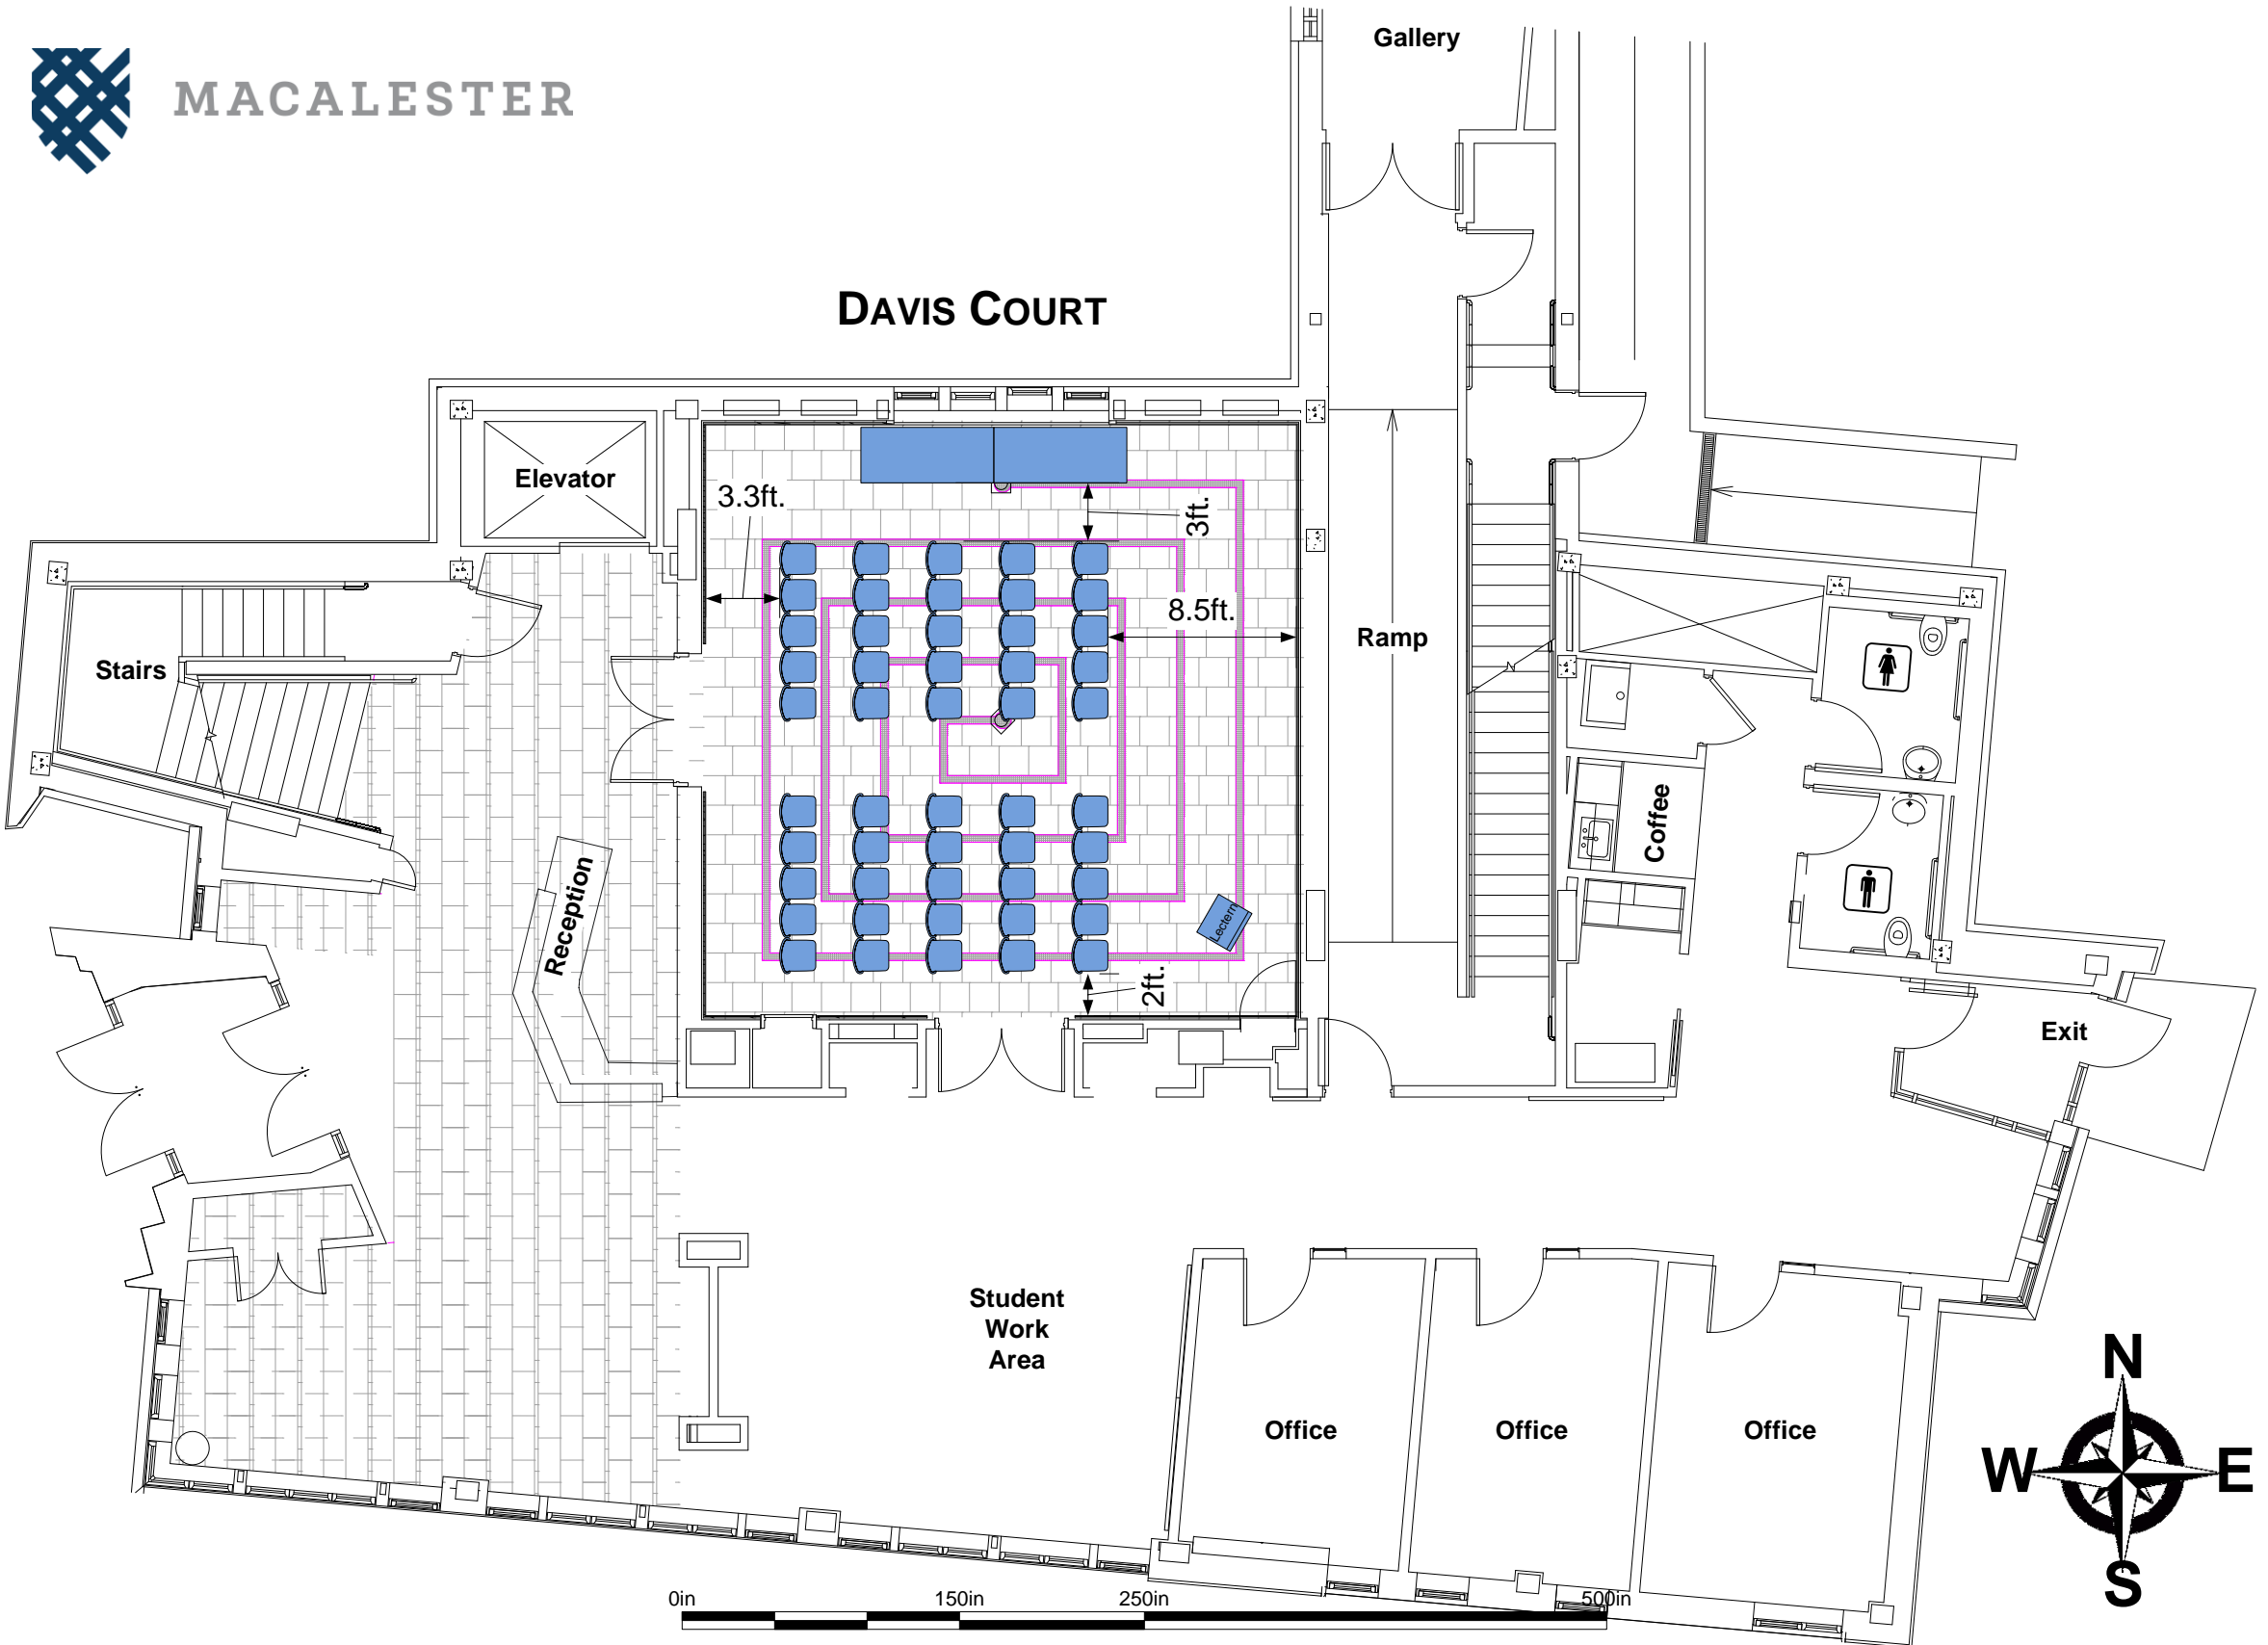 Gallery
MACALESTER
DAVIS COURT
Elevator
3.3ft.
3ft.
8.5ft.
Ramp
Stairs
Coffee
Reception
Lectern
2ft.
Exit
Student
Work
Area
Office
Office
Office
N
W
E
S
0in
150in
250in
500in